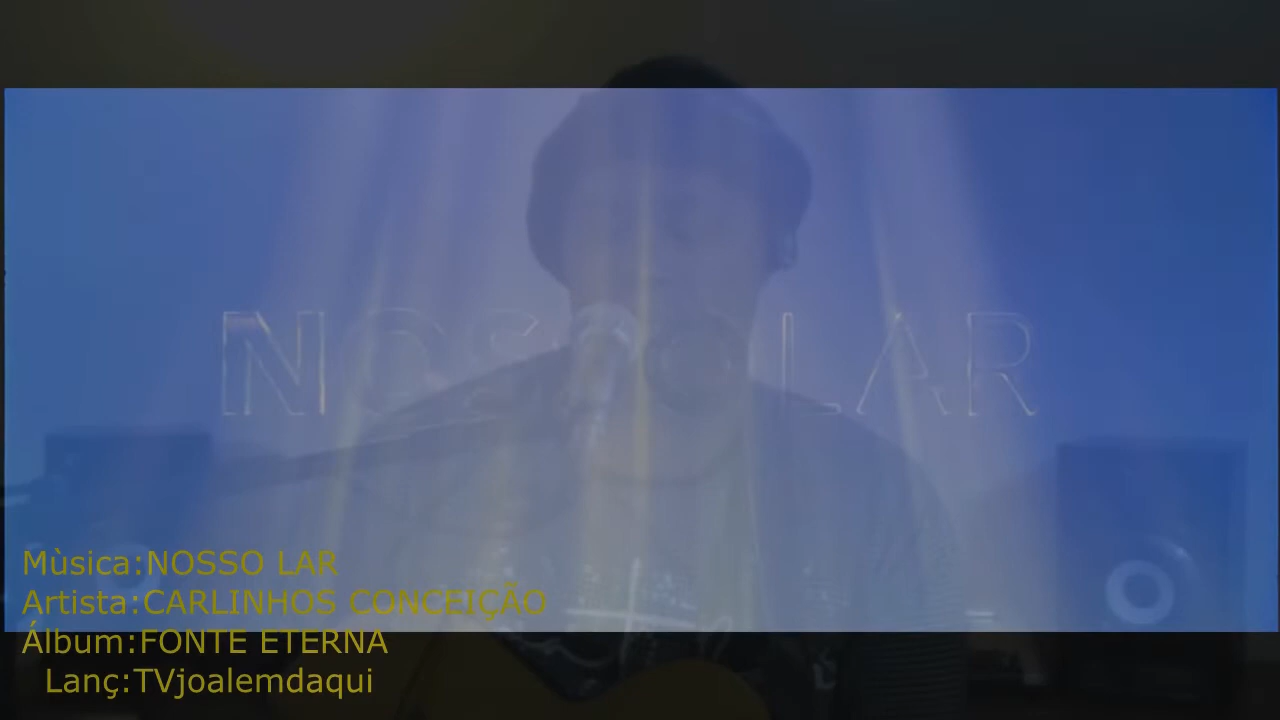 NOSSO LAR
Mùsica:NOSSO LAR
Artista:CARLINHOS CONCEIÇÃO
Álbum:FONTE ETERNA
Lanç:TVjoalemdaqui